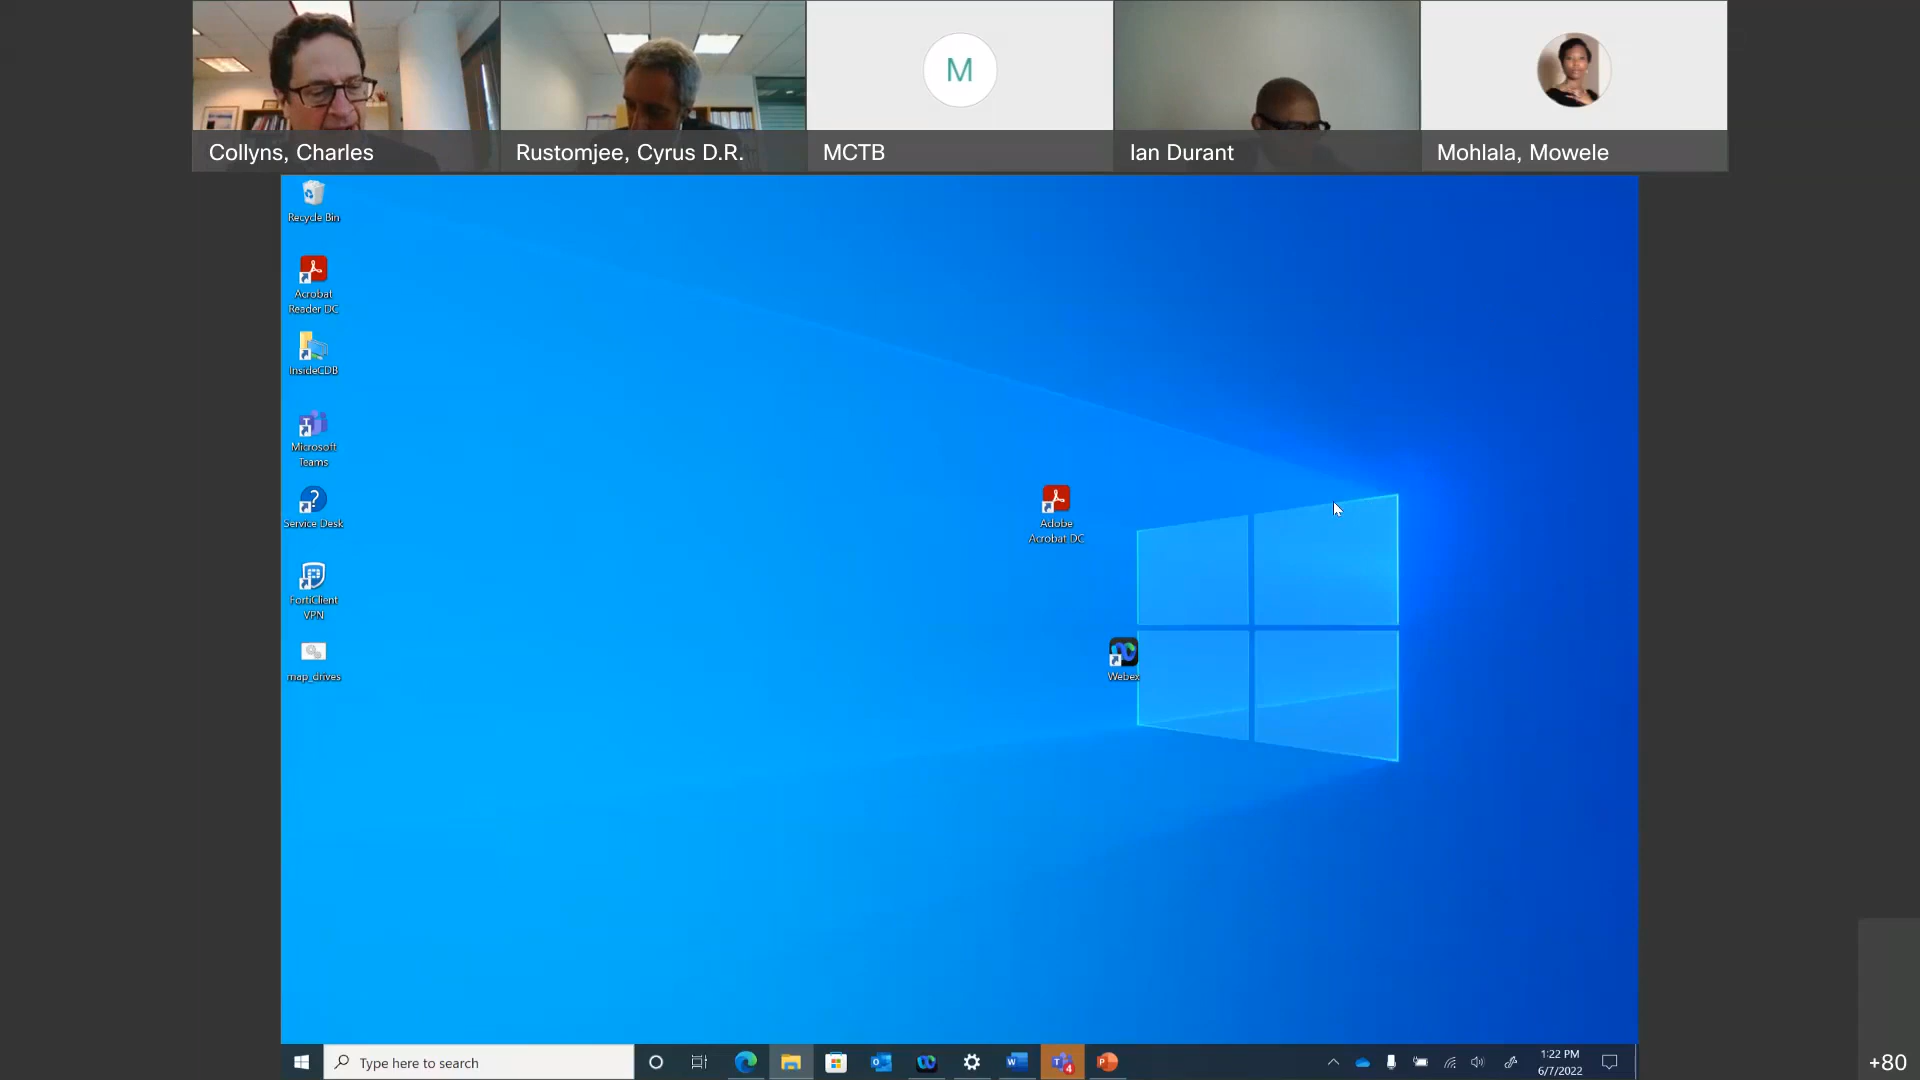 Collyns, Charles
Rustomjee, Cyrus D.R.
M
MCTB
Ian Durant
Mohlala, Mowele
Recycle Bin
Acrobat
Reader DC
InsideCDB
Microsoft
Teams
Service Desk
FortiClient
VPN
map_drives
Adobe
Acrobat DC
Webex
Type here to search
4
1:22 PM
6/7/2022
+80